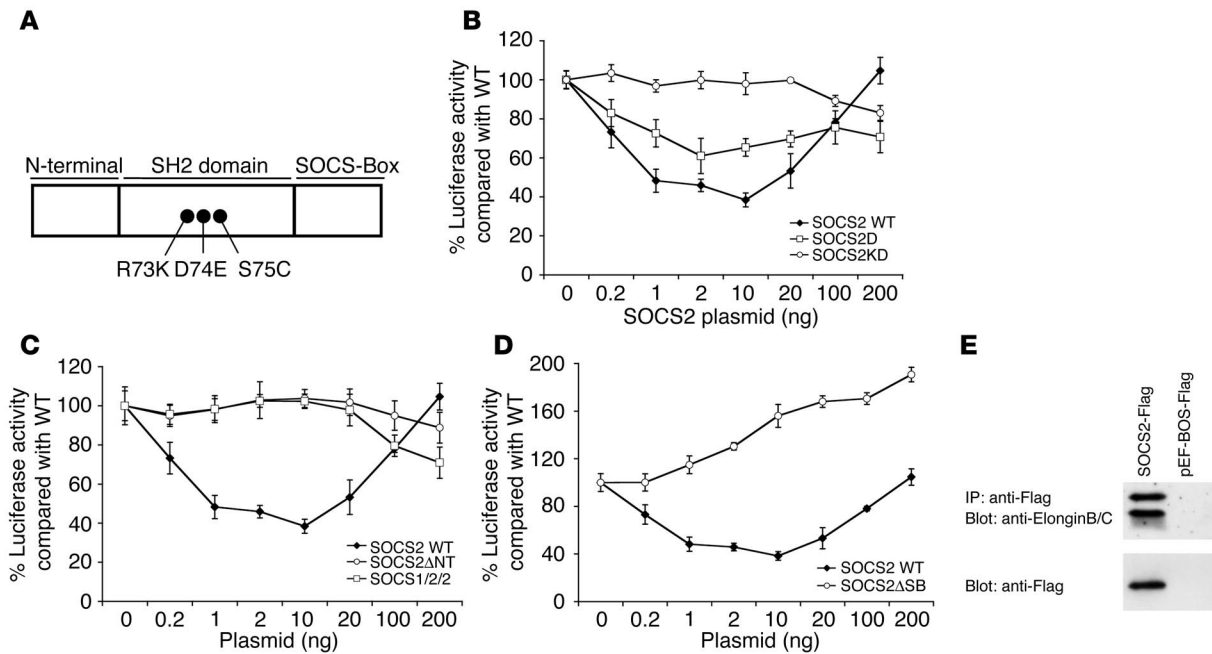 A
N-terminal SH2 domain SOCS-Box
R73K D74E S75C
B
% Luciferase activity
compared with WT
120
100
80
60
40
20
0
0 0.2 1 2 10 20 100 200
SOCS2 plasmid (ng)
SOCS2 WT
SOCS2D
SOCS2KD
C
% Luciferase activity
compared with WT
120
100
80
60
40
20
0
0 0.2 1 2 10 20 100 200
Plasmid (ng)
SOCS2 WT
SOCS2ΔNT
SOCS1/2/2
D
% Luciferase activity
compared with WT
200
160
120
80
40
0
0 0.2 1 2 10 20 100 200
Plasmid (ng)
SOCS2 WT
SOCS2ΔSB
E
SOCS2-Flag
pEF-BOS-Flag
IP: anti-Flag
Blot: anti-ElonginB/C
Blot: anti-Flag